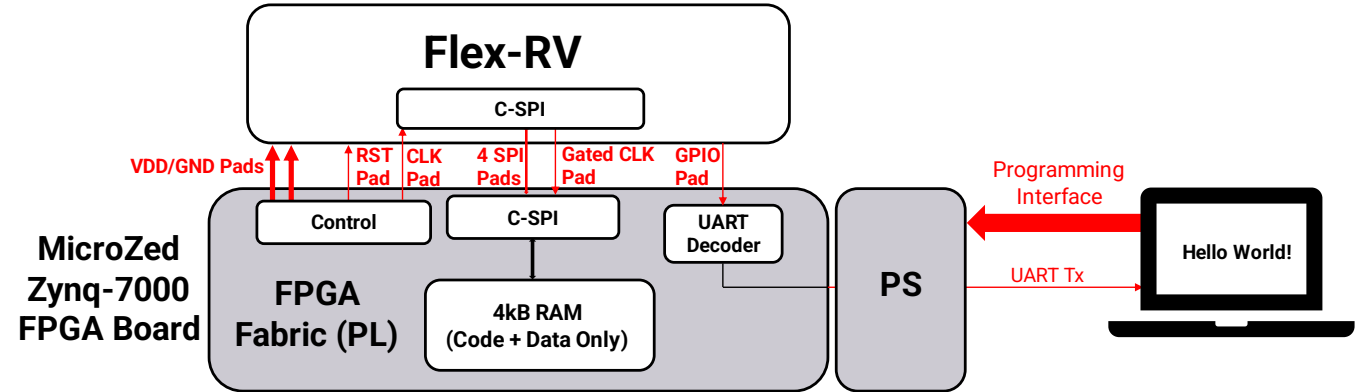 Flex-RV
C-SPI
VDD/GND Pads
RST
Pad
CLK
Pad
4 SPI
Pads
Gated CLK
Pad
GPIO
Pad
Programming
Interface
Control
C-SPI
UART
Decoder
Hello World!
MicroZed
Zynq-7000
FPGA Board
FPGA
Fabric (PL)
4kB RAM
(Code + Data Only)
PS
UART Tx